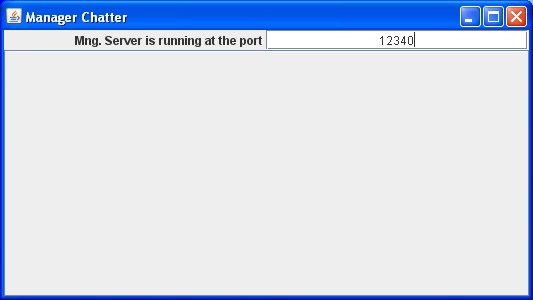 Manager Chatter
Mng. Server is running at the port 12340